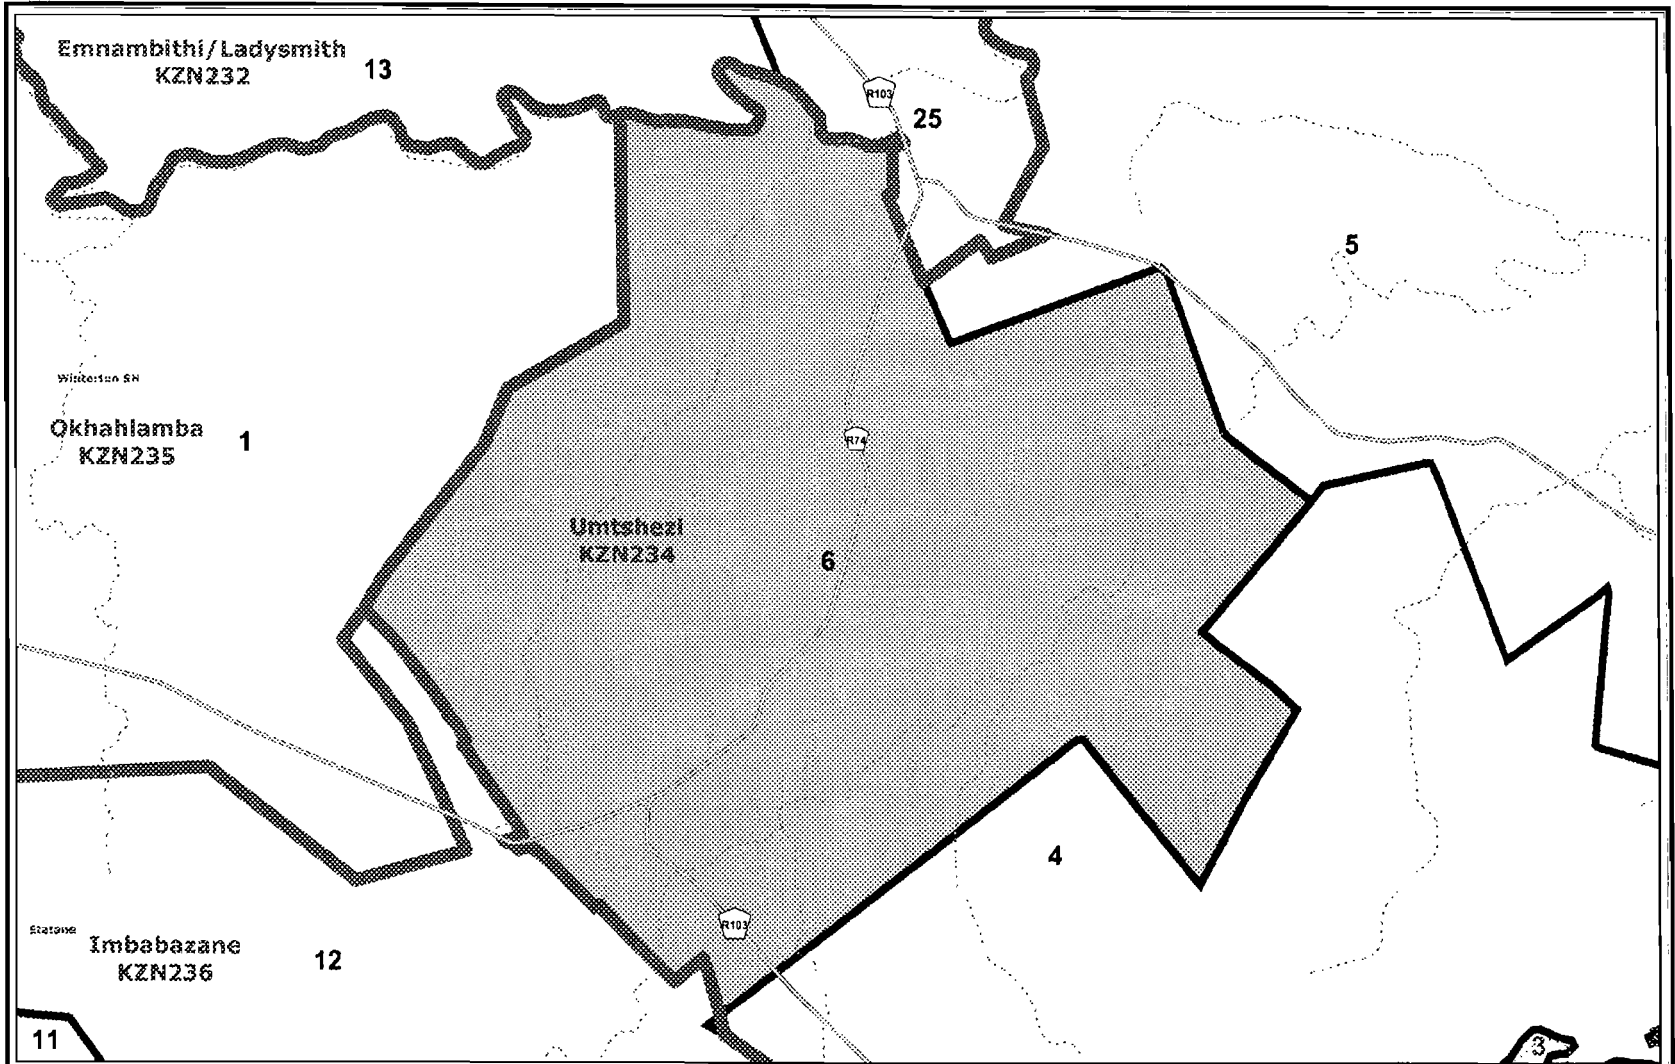 Emnambithi/Ladysmith
KZN232
13
R103
25
5
Winterton SH
Okhahlamba
KZN235
1
R74
Umtshezi
KZN234
6
4
R103
Imbabazane
KZN236
12
11
3